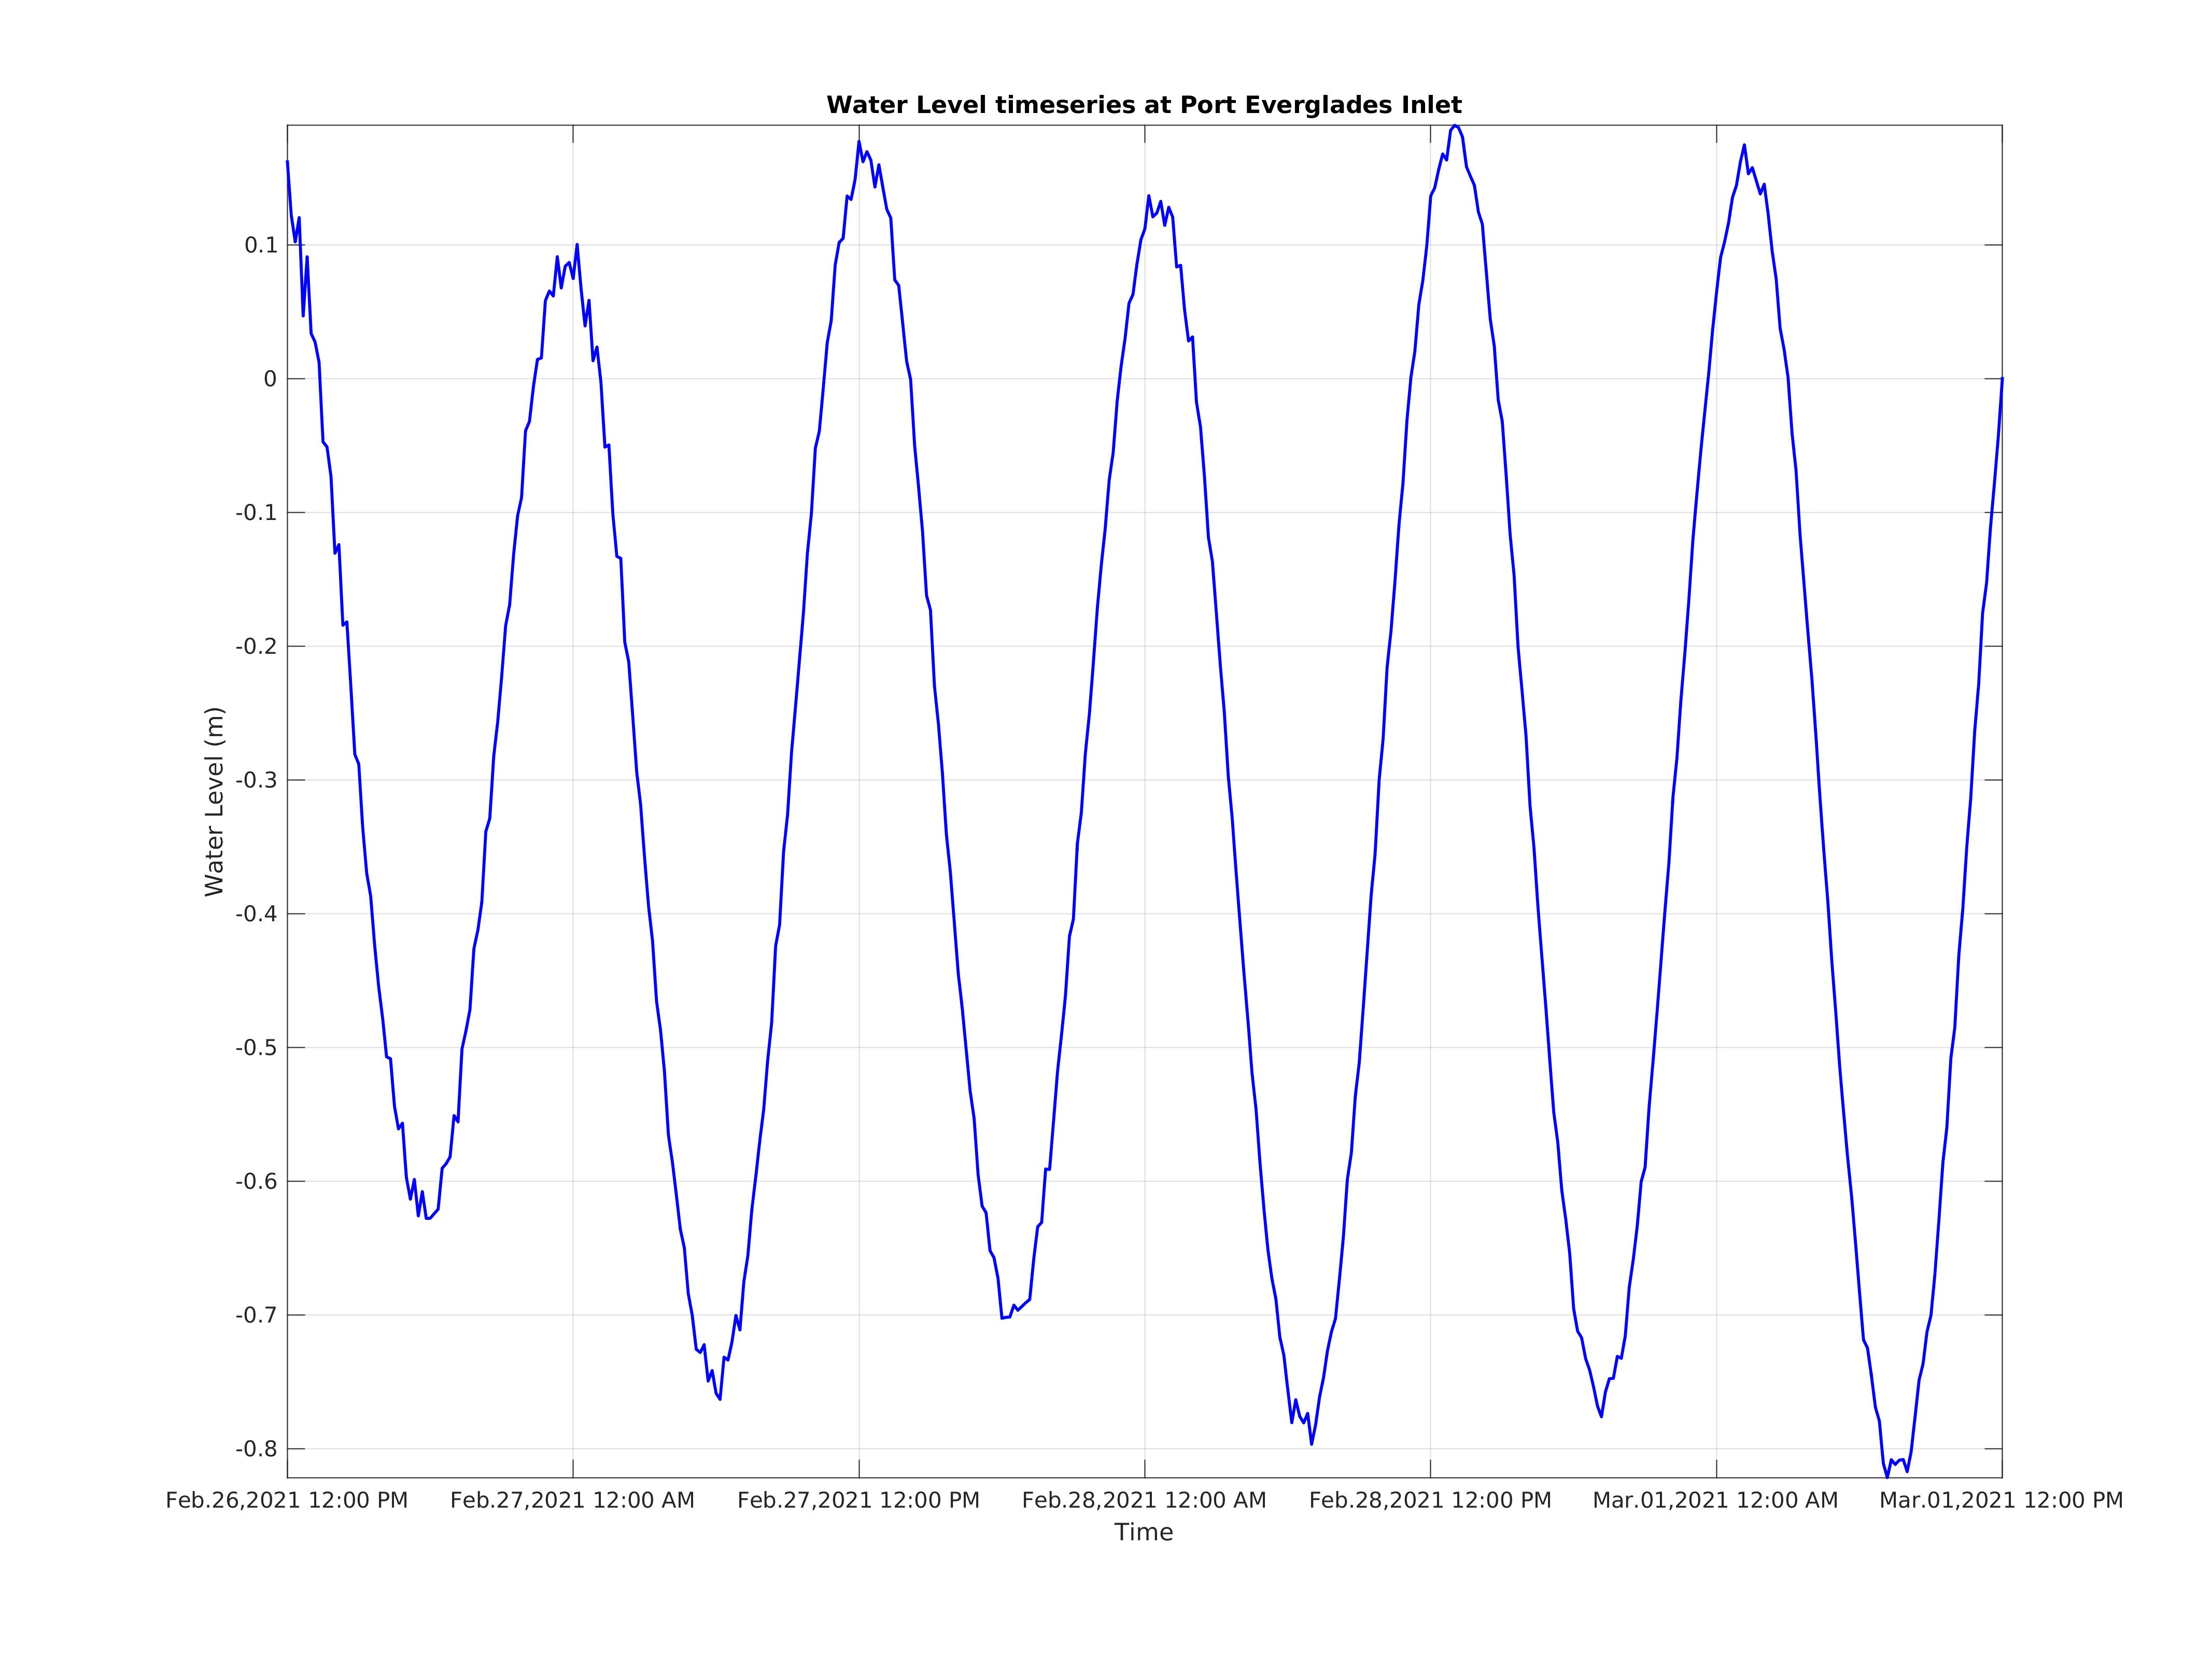 Water Level timeseries at Port Everglades Inlet
0.1
0
-0.1
-0.2
-0.3
-0.4
-0.5
-0.6
-0.7
-0.8
Water Level (m)
Feb.26,2021 12:00 PM Feb.27,2021 12:00 AM Feb.27,2021 12:00 PM Feb.28,2021 12:00 AM Feb.28,2021 12:00 PM Mar.01,2021 12:00 AM Mar.01,2021 12:00 PM
Time